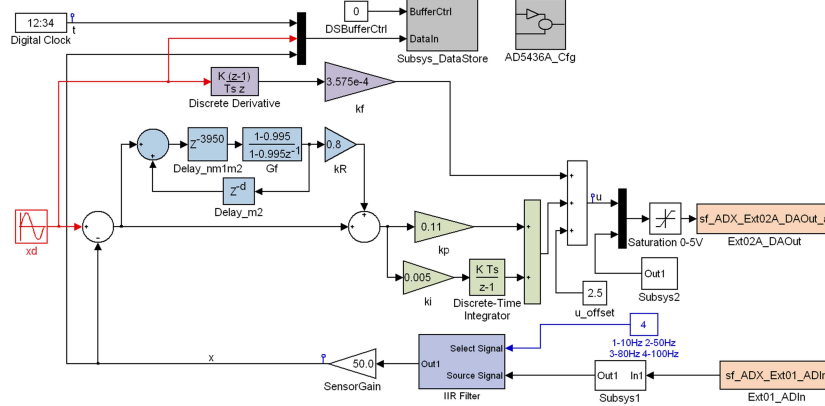 12:34
Digital Clock
t
0
DSBufferCtrl
BufferCtrl
DataIn
Subsys_DataStore
AD5436A_Cfg
K (z-1)
Ts z
Discrete Derivative
3.575e-4
kf
Z-3950
Delay_nm1m2
1-0.995
1-0.995z-1
Gf
0.8
kR
z-d
Delay_m2
xd
0.11
kp
0.005
ki
K Ts
z-1
Discrete-Time
Integrator
u
2.5
u_offset
Saturation 0-5V
sf_ADX_Ext02A_DAOut_a
Ext02A_DAOut
Out1
Subsys2
4
1-10Hz 2-50Hz
3-80Hz 4-100Hz
x
50.0
SensorGain
Select Signal
Out1
Source Signal
IIR Filter
Out1
In1
Subsys1
sf_ADX_Ext01_ADIn
Ext01_ADIn